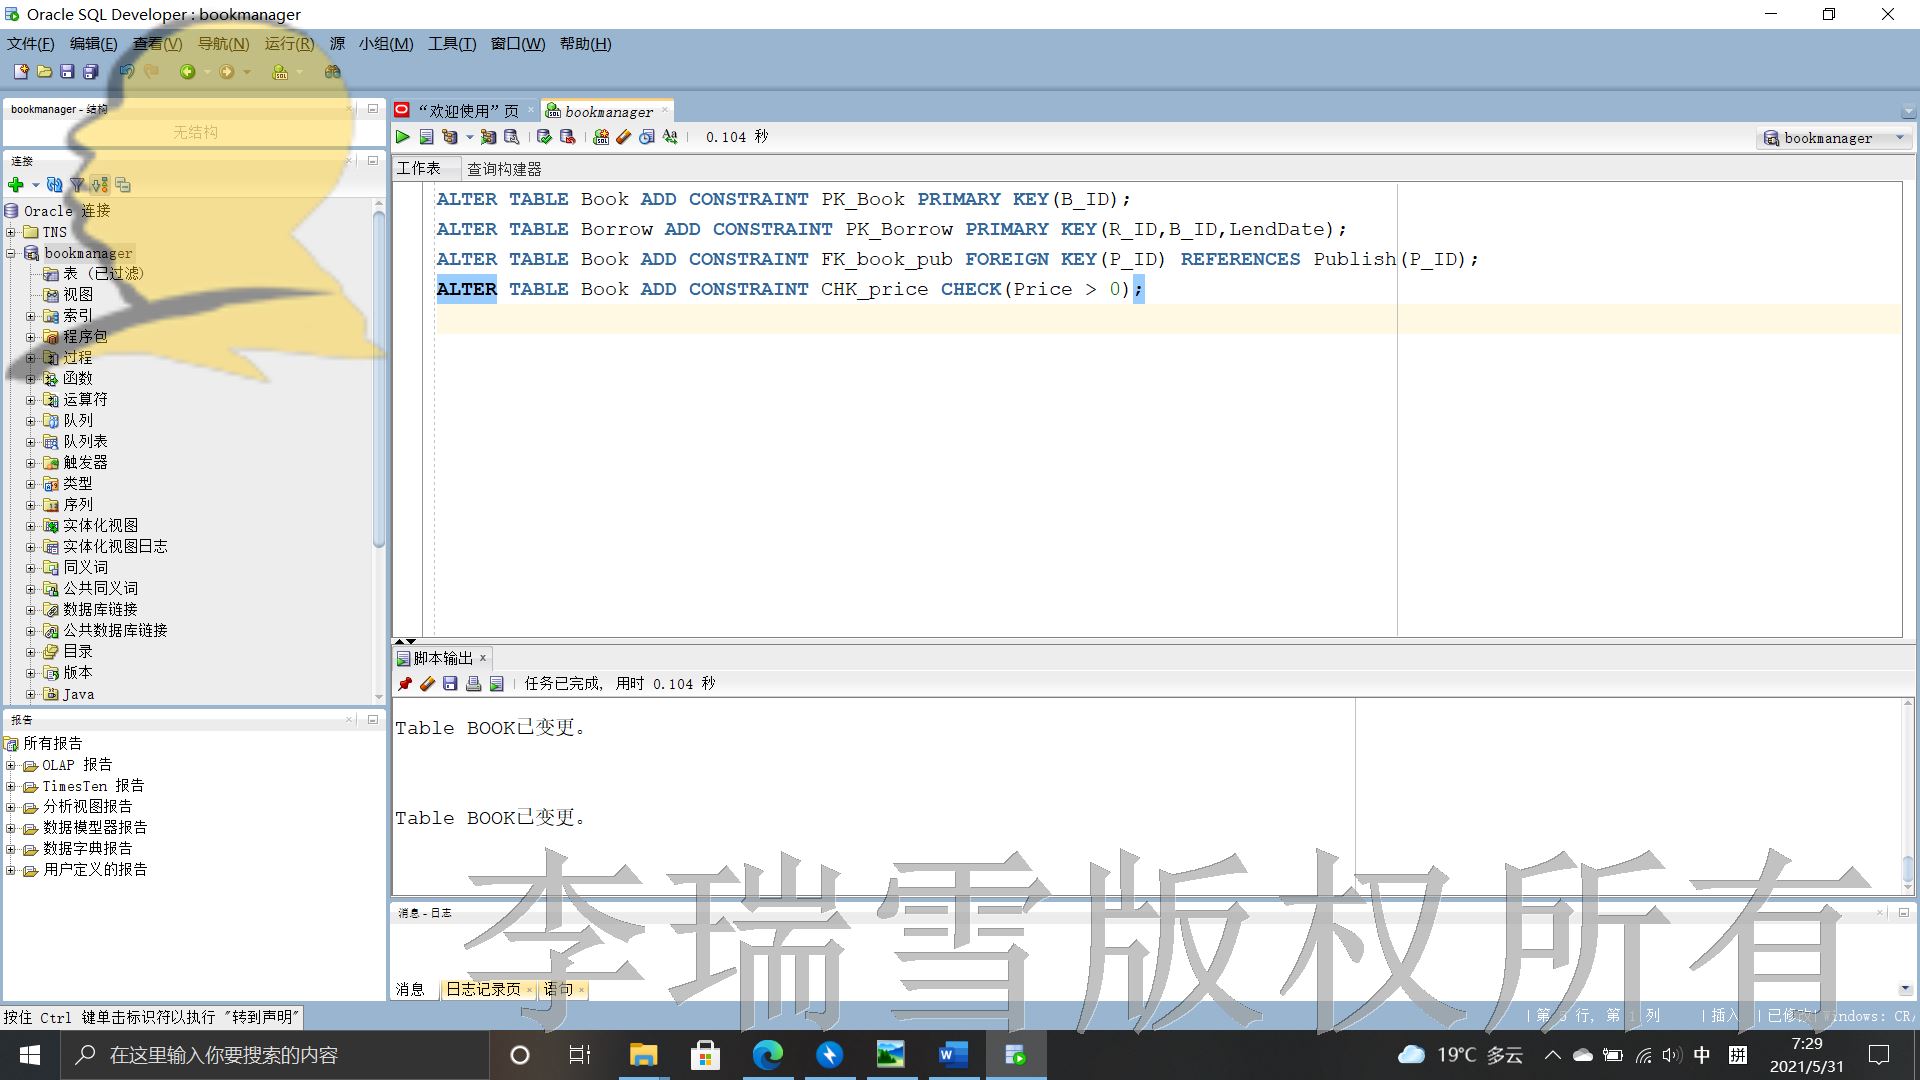 Oracle SQL Developer : bookmanager
文件(F) 编辑(E) 查看(V) 导航(N) 运行(R) 源 小组(M) 工具(T) 窗口(W) 帮助(H)
bookmanager - 结构
无结构
连接
Oracle 连接
TNS
bookmanager
表 (已过滤)
视图
索引
程序包
过程
函数
运算符
队列
队列表
触发器
类型
序列
实体化视图
实体化视图日志
同义词
公共同义词
数据库链接
公共数据库链接
目录
版本
Java
报告
所有报告
OLAP 报告
TimesTen 报告
分析视图报告
数据模型器报告
数据字典报告
用户定义的报告
“欢迎使用”页
bookmanager
0.104 秒
bookmanager
工作表 查询构建器
ALTER TABLE Book ADD CONSTRAINT PK_Book PRIMARY KEY(B_ID);
ALTER TABLE Borrow ADD CONSTRAINT PK_Borrow PRIMARY KEY(R_ID,B_ID,LendDate);
ALTER TABLE Book ADD CONSTRAINT FK_book_pub FOREIGN KEY(P_ID) REFERENCES Publish(P_ID);
ALTER TABLE Book ADD CONSTRAINT CHK_price CHECK(Price > 0);
脚本输出
任务已完成, 用时 0.104 秒
Table BOOK已变更。
Table BOOK已变更。
李瑞雪版权所有
消息 - 日志
消息 日志记录页 语句
按住 Ctrl 键单击标识符以执行 "转到声明"
第 5 行, 第 1 列 插入 已修改 Windows: CR/
在这里输入你要搜索的内容
19°C 多云
中 拼
7:29
2021/5/31